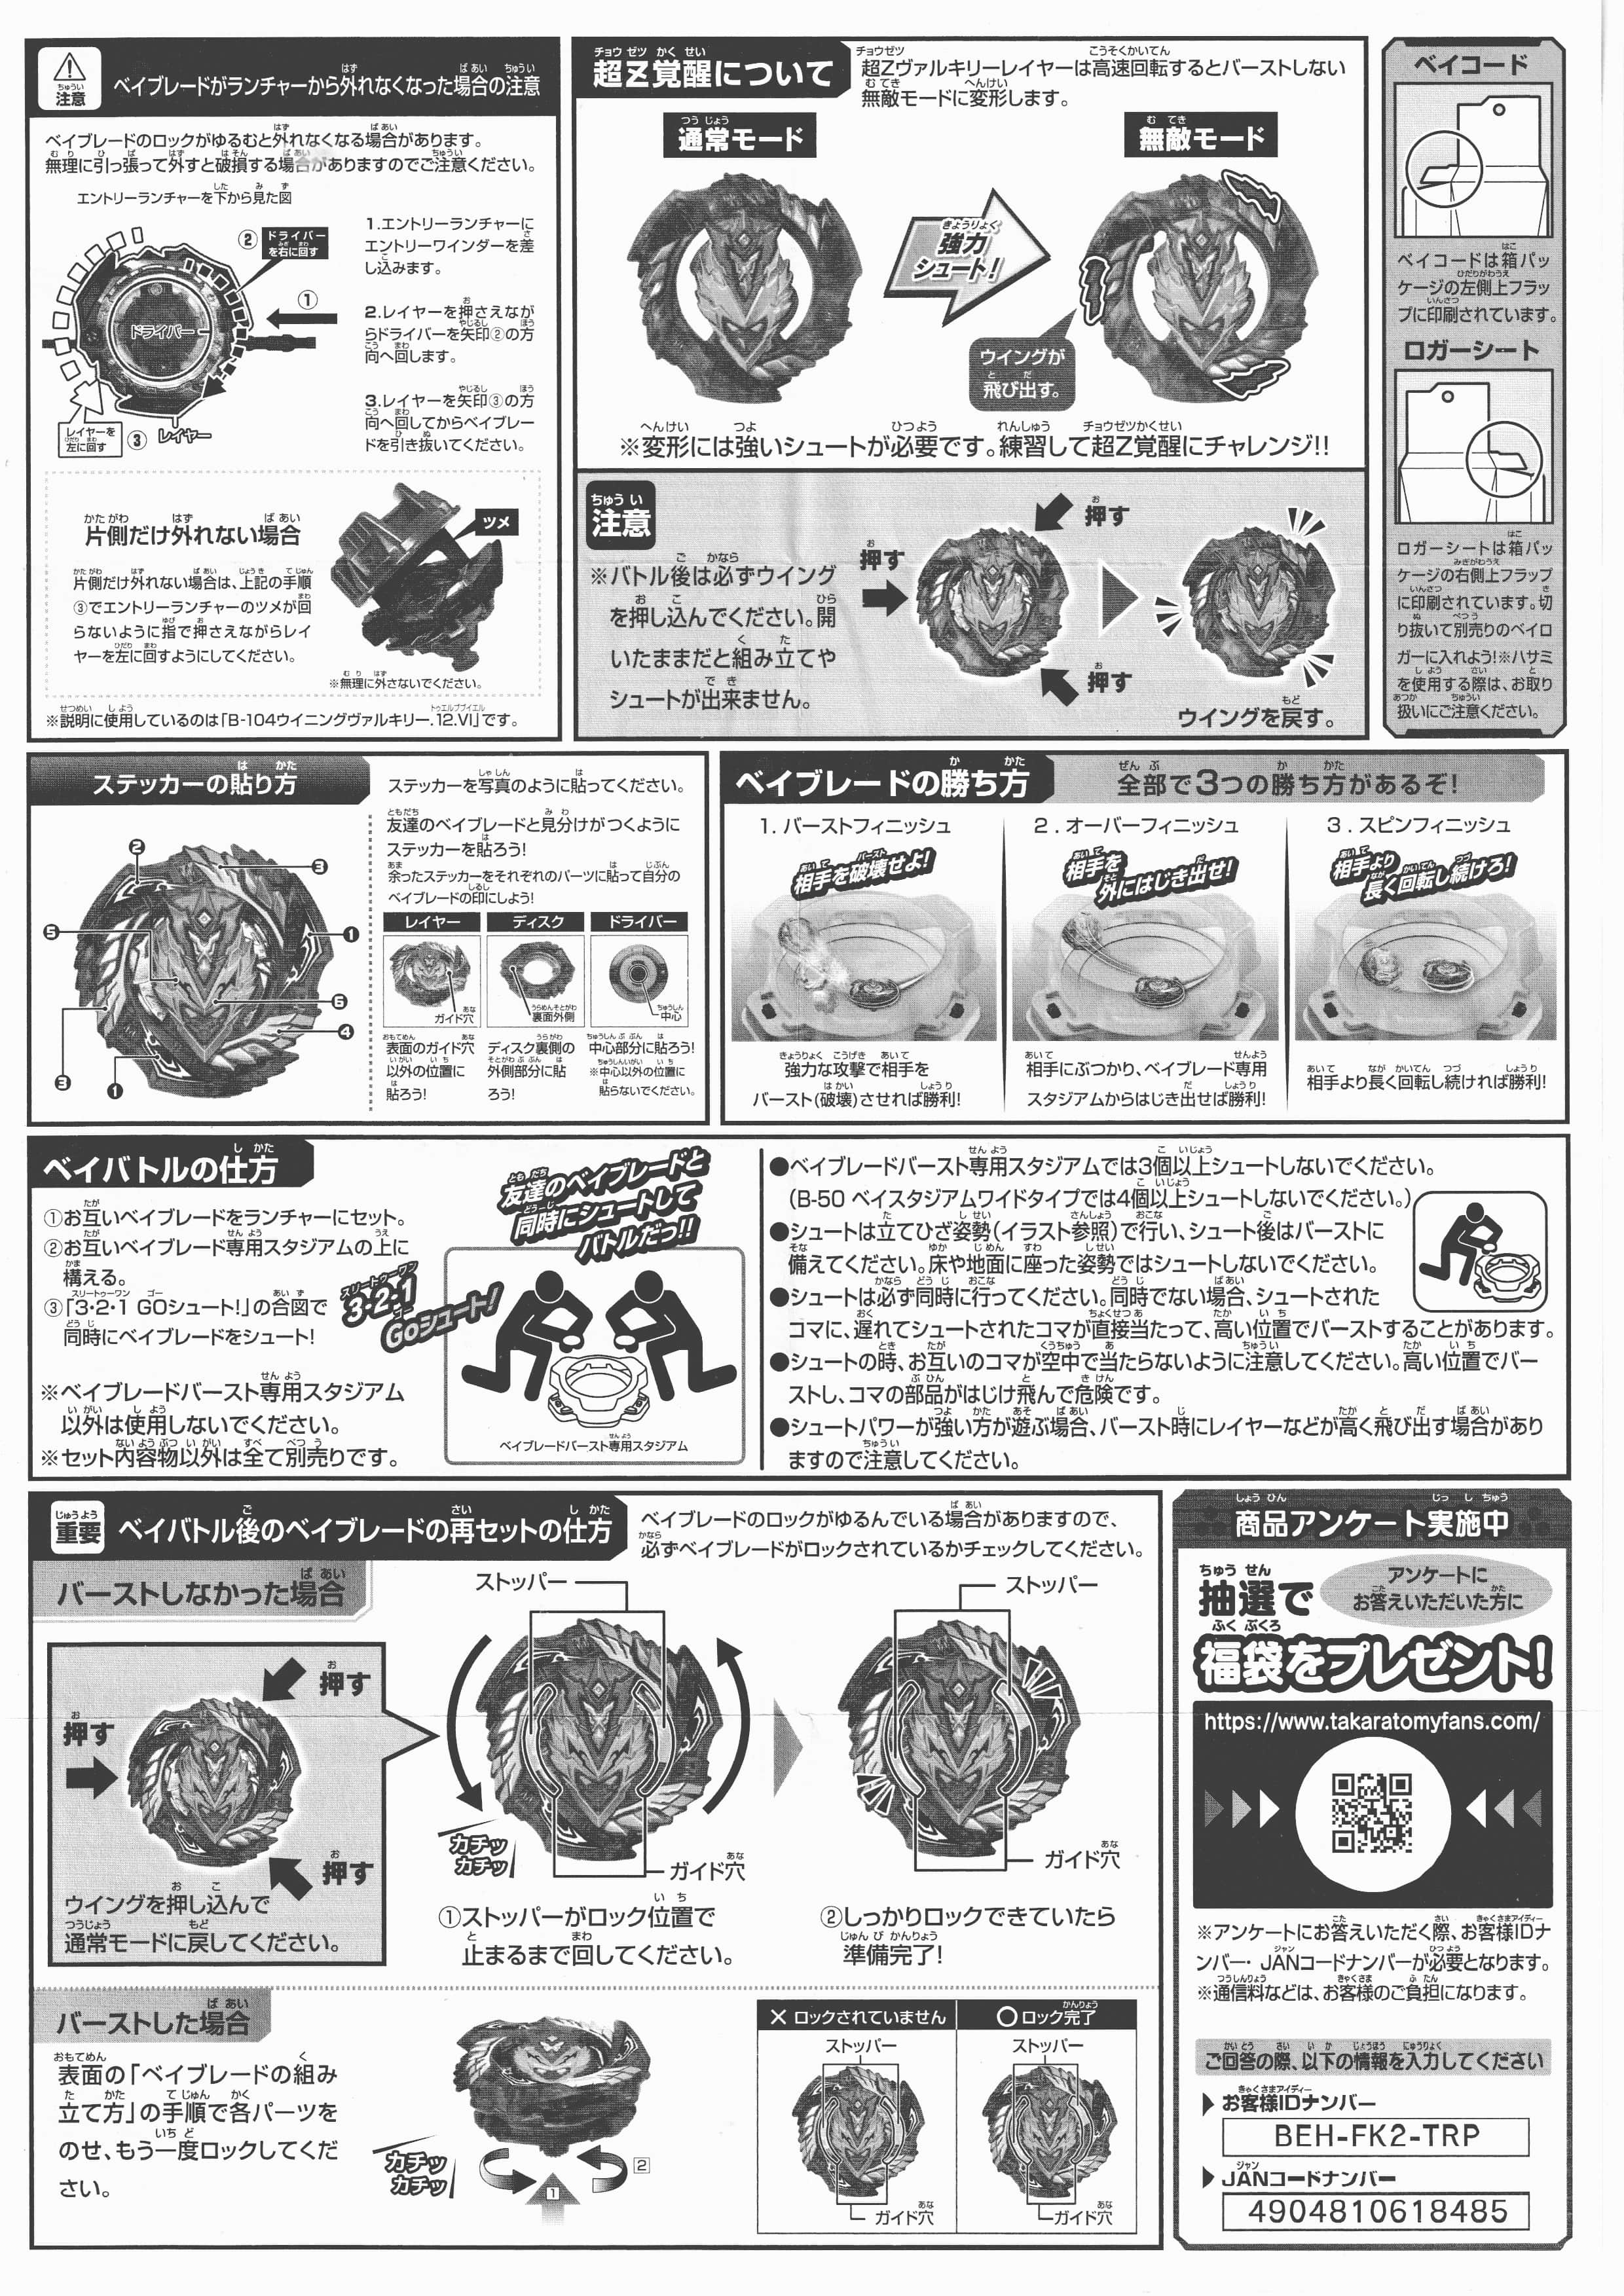 注意
ベイブレードがランチャーから外れなくなった場合の注意
ベイブレードのロックがゆるむと外れなくなる場合があります。
無理に引っ張って外すと破損する場合がありますのでご注意ください。
エントリーランチャーを下から見た図
② ドライバー
を右に回す
①
ドライバー
レイヤーを
左に回す
③ レイヤー
1.エントリーランチャーに
エントリーワインダーを差
し込みます。
2.レイヤーを押さえなが
らドライバーを矢印②の方
向へ回します。
3.レイヤーを矢印③の方
向へ回してからベイブレー
ドを引き抜いてください。
片側だけ外れない場合
片側だけ外れない場合は、上記の手順
③でエントリーランチャーのツメが回
らないように指で押さえながらレイ
ヤーを左に回すようにしてください。
ツメ
※無理に外さないでください。
※説明に使用しているのは「B-104ウイニングヴァルキリー.12.Vl」です。
超Z覚醒について
超Zヴァルキリーレイヤーは高速回転するとバーストしない
無敵モードに変形します。
通常モード
無敵モード
強力
シュート!
ウイングが
飛び出す。
※変形には強いシュートが必要です。練習して超Z覚醒にチャレンジ!!
注意
※バトル後は必ずウイング
を押し込んでください。開
いたままだと組み立てや
シュートが出来ません。
押す
押す
押す
ウイングを戻す。
ベイコード
ベイコードは箱パッ
ケージの左側上フラッ
プに印刷されています。
ロガーシート
ロガーシートは箱パッ
ケージの右側上フラップ
に印刷されています。切
り抜いて別売りのベイロ
ガーに入れよう!※ハサミ
を使用する際は、お取り
扱いにご注意ください。
ステッカーの貼り方
❷
❸
❺
❶
❻
❸
❹
❸
❶
ステッカーを写真のように貼ってください。
友達のベイブレードと見分けがつくように
ステッカーを貼ろう!
余ったステッカーをそれぞれのパーツに貼って自分の
ベイブレードの印にしよう!
レイヤー
ガイド穴
表面のガイド穴
以外の位置に
貼ろう!
ディスク
裏面外側
ディスク裏側の
外側部分に貼
ろう!
ドライバー
中心
中心部分に貼ろう!
※中心以外の位置に
貼らないでください。
ベイブレードの勝ち方
全部で3つの勝ち方があるぞ!
1.バーストフィニッシュ
相手を破壊せよ!
強力な攻撃で相手を
バースト(破壊)させれば勝利!
2.オーバーフィニッシュ
相手を
外にはじき出せ!
相手にぶつかり、ベイブレード専用
スタジアムからはじき出せば勝利!
3.スピンフィニッシュ
相手より
長く回転し続けろ!
相手より長く回転し続ければ勝利!
ベイバトルの仕方
①お互いベイブレードをランチャーにセット。
②お互いベイブレード専用スタジアムの上に
構える。
③「3・2・1 GOシュート!」の合図で
同時にベイブレードをシュート!
※ベイブレードバースト専用スタジアム
以外は使用しないでください。
※セット内容物以外は全て別売りです。
友達のベイブレードと
同時にシュートして
バトルだっ!!
3・2・1
Goシュート!
ベイブレードバースト専用スタジアム
●ベイブレードバースト専用スタジアムでは3個以上シュートしないでください。
(B-50 ベイスタジアムワイドタイプでは4個以上シュートしないでください。)
●シュートは立てひざ姿勢(イラスト参照)で行い、シュート後はバーストに
備えてください。床や地面に座った姿勢ではシュートしないでください。
●シュートは必ず同時に行ってください。同時でない場合、シュートされた
コマに、遅れてシュートされたコマが直接当たって、高い位置でバーストすることがあります。
●シュートの時、お互いのコマが空中で当たらないように注意してください。高い位置でバー
ストし、コマの部品がはじけ飛んで危険です。
●シュートパワーが強い方が遊ぶ場合、バースト時にレイヤーなどが高く飛び出す場合があり
ますので注意してください。
重要
ベイバトル後のベイブレードの再セットの仕方
ベイブレードのロックがゆるんでいる場合がありますので、
必ずベイブレードがロックされているかチェックしてください。
バーストしなかった場合
押す
押す
押す
ウイングを押し込んで
通常モードに戻してください。
ストッパー
カチッ
カチッ
ガイド穴
①ストッパーがロック位置で
止まるまで回してください。
ストッパー
ガイド穴
②しっかりロックできていたら
準備完了!
バーストした場合
表面の「ベイブレードの組み
立て方」の手順で各パーツを
のせ、もう一度ロックしてくだ
さい。
カチッ
カチッ
1
2
× ロックされていません
ストッパー
ガイド穴
○ ロック完了
ストッパー
ガイド穴
商品アンケート実施中
アンケートに
お答えいただいた方に
抽選で
福袋をプレゼント!
https://www.takaratomyfans.com/
※アンケートにお答えいただく際、お客様IDナ
ンバー・JANコードナンバーが必要となります。
※通信料などは、お客様のご負担になります。
ご回答の際、以下の情報を入力してください
▶お客様IDナンバー
BEH-FK2-TRP
▶JANコードナンバー
4904810618485